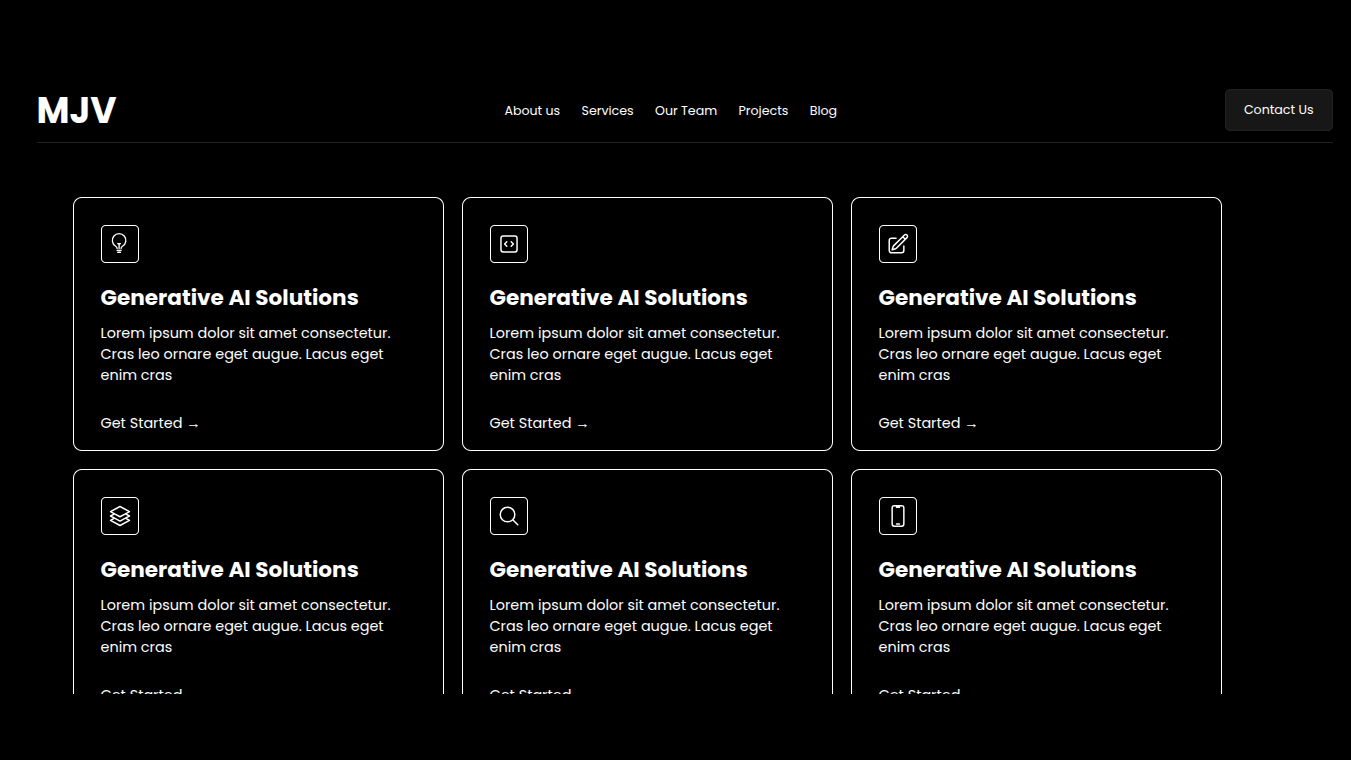 MJV
About us Services Our Team Projects Blog
Contact Us
Generative AI Solutions
Lorem ipsum dolor sit amet consectetur.
Cras leo ornare eget augue. Lacus eget
enim cras
Get Started →
Generative AI Solutions
Lorem ipsum dolor sit amet consectetur.
Cras leo ornare eget augue. Lacus eget
enim cras
Get Started →
Generative AI Solutions
Lorem ipsum dolor sit amet consectetur.
Cras leo ornare eget augue. Lacus eget
enim cras
Get Started →
Generative AI Solutions
Lorem ipsum dolor sit amet consectetur.
Cras leo ornare eget augue. Lacus eget
enim cras
Get Started
Generative AI Solutions
Lorem ipsum dolor sit amet consectetur.
Cras leo ornare eget augue. Lacus eget
enim cras
Get Started
Generative AI Solutions
Lorem ipsum dolor sit amet consectetur.
Cras leo ornare eget augue. Lacus eget
enim cras
Get Started